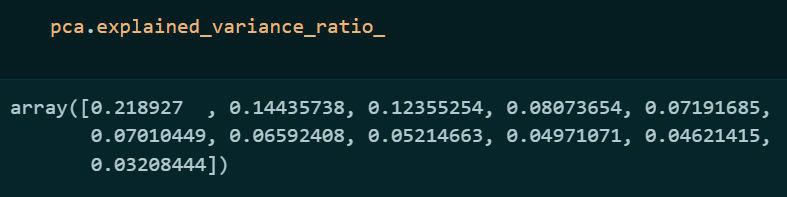 pca.explained_variance_ratio_
array([0.218927  , 0.14435738, 0.12355254, 0.08073654, 0.07191685,
0.07010449, 0.06592408, 0.05214663, 0.04971071, 0.04621415,
0.03208444])